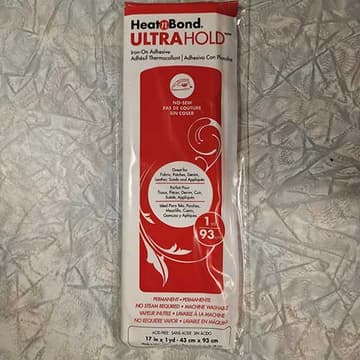 HeatnBond.
ULTRAHOLD
Iron-On Adhesive
Adhésif Thermocollant | Adhesivo Con Plancha
NO-SEW
PAS DE COUTURE
SIN COSER
Great for
Fabric, Patches, Denim,
Leather, Suede and Appliqués
Parfait Pour
Tissus, Pièces, Denim, Cuir,
Suède, Appliqués
Ideal Para Tela, Parches,
Mezclilla, Cuero,
Gamuza y Apliques
1
93
PERMANENT • PERMANENTE
NO STEAM REQUIRED • MACHINE WASHABLE
VAPEUR INUTILE • LAVABLE À LA MACHINE
NO REQUIERE VAPOR • LAVABLE EN MÁQUINA
ACID-FREE SANS ACIDE SIN ÁCIDO
17 in x 1 yd - 43 cm x 93 cm